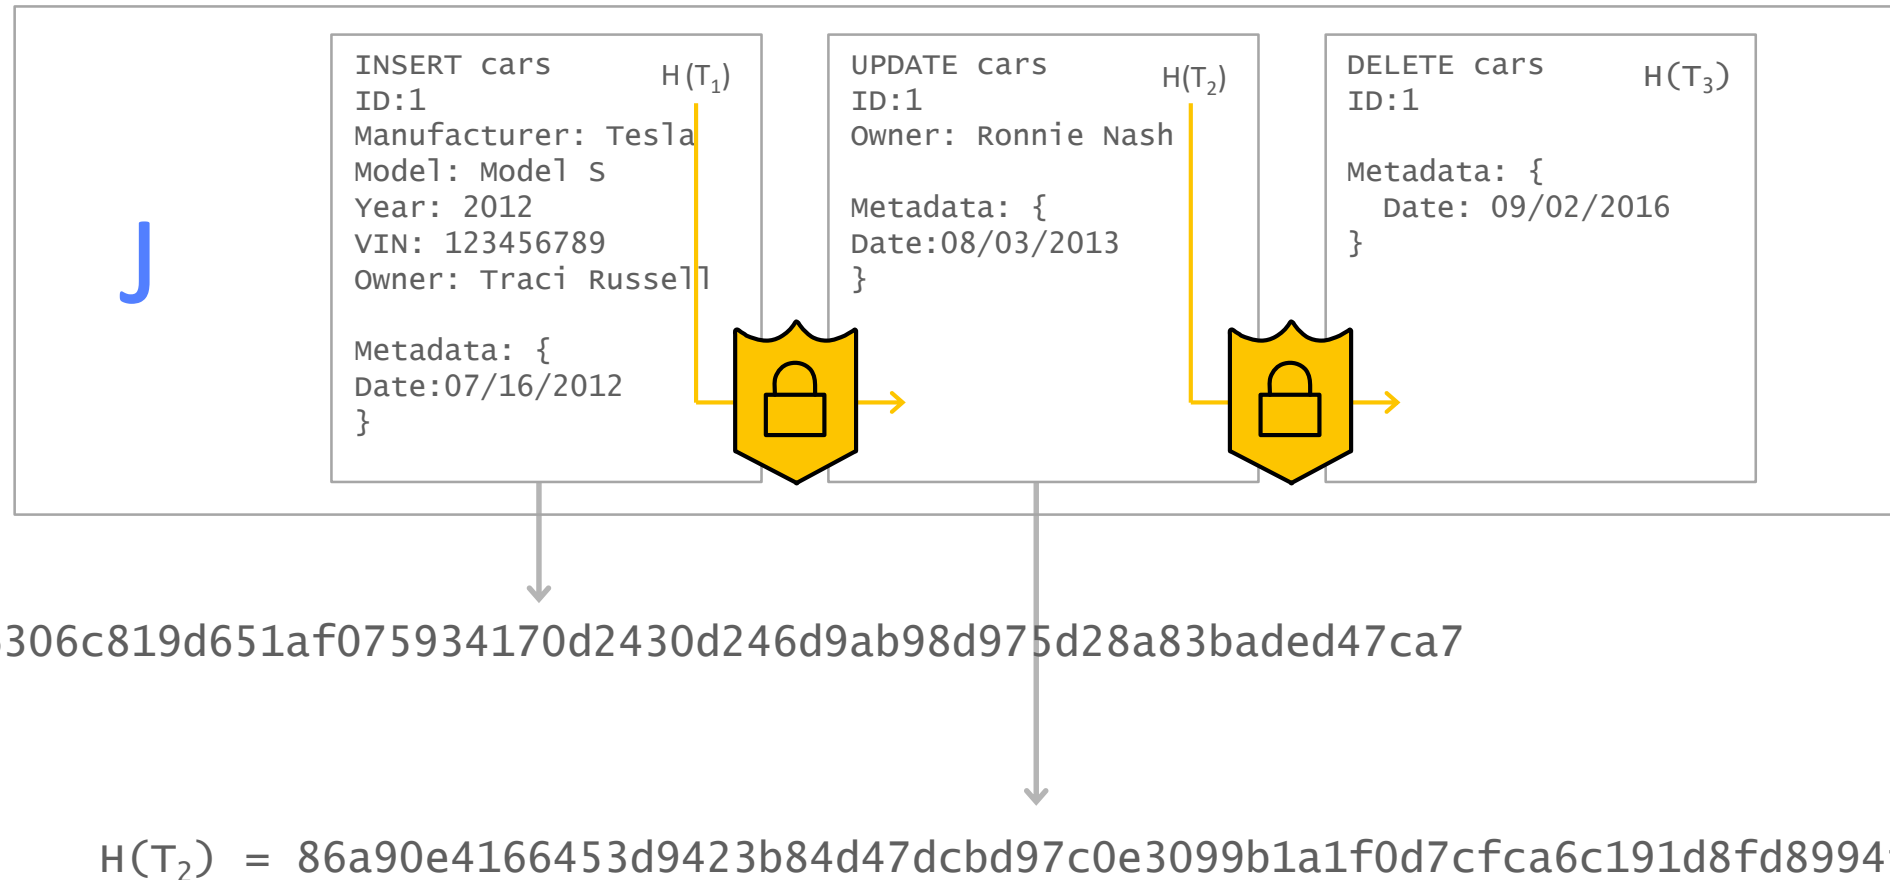 J
INSERT cars
H(T₁)
ID:1
Manufacturer: Tesla
Model: Model S
Year: 2012
VIN: 123456789
Owner: Traci Russell
Metadata: {
Date:07/16/2012
}
UPDATE cars
H(T₂)
ID:1
Owner: Ronnie Nash
Metadata: {
Date:08/03/2013
}
DELETE cars
H(T₃)
ID:1
Metadata: {
Date: 09/02/2016
}
306c819d651af075934170d2430d246d9ab98d975d28a83baded47ca7
H(T₂) = 86a90e4166453d9423b84d47dcbd97c0e3099b1a1f0d7cfca6c191d8fd8994